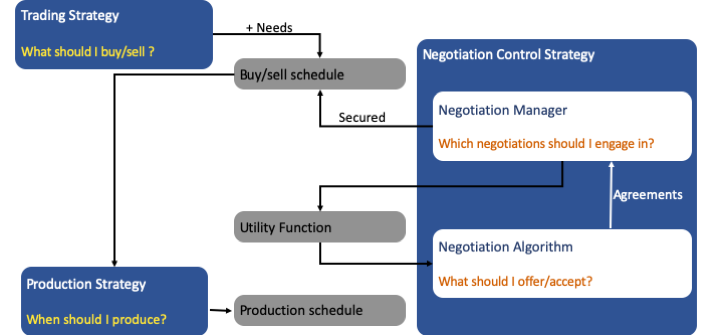 Trading Strategy
What should I buy/sell ?
+ Needs
Buy/sell schedule
Secured
Negotiation Control Strategy
Negotiation Manager
Which negotiations should I engage in?
Agreements
Utility Function
Negotiation Algorithm
What should I offer/accept?
Production Strategy
When should I produce?
Production schedule